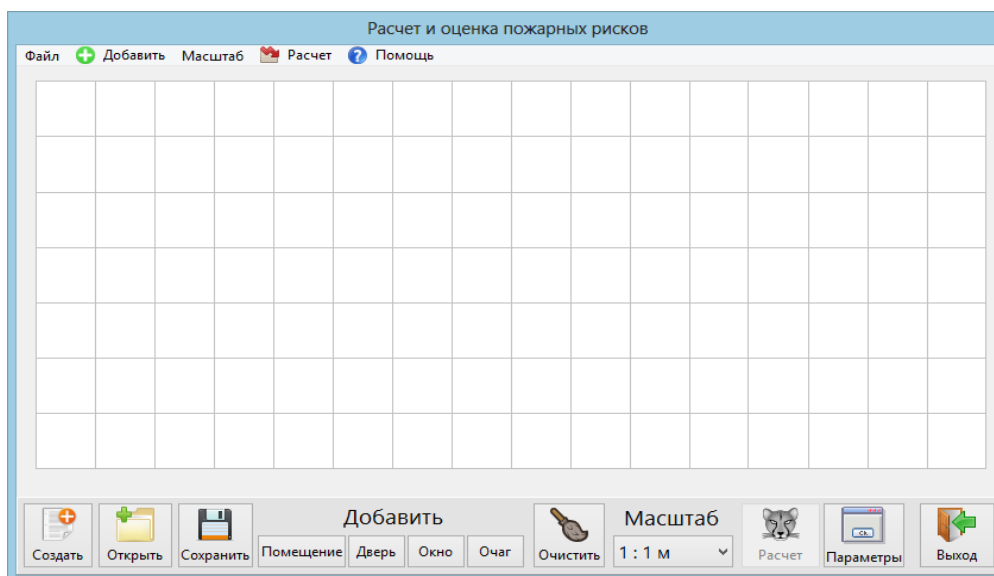 Расчет и оценка пожарных рисков
Файл Добавить Масштаб Расчет ? Помощь
Добавить Масштаб
Создать Открыть Сохранить Помещение Дверь Окно Очаг Очистить 1 : 1 м Расчет Параметры Выход